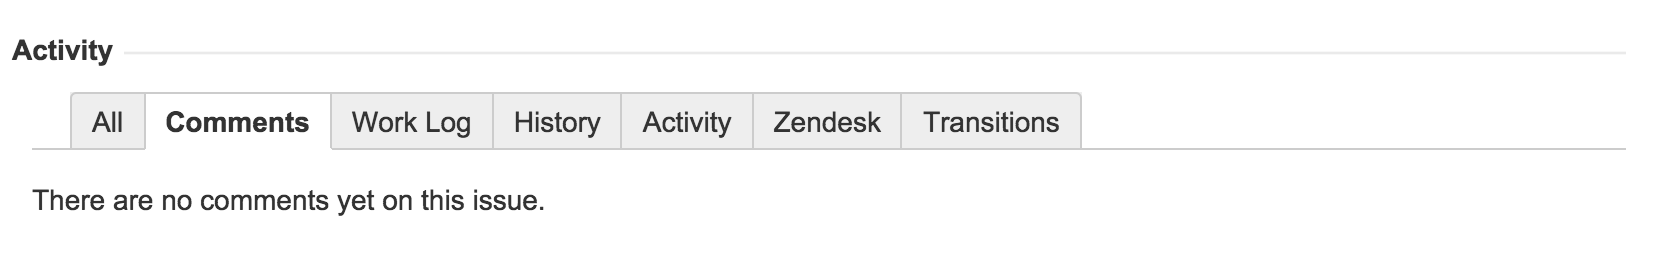 Activity
All Comments Work Log History Activity Zendesk Transitions
There are no comments yet on this issue.